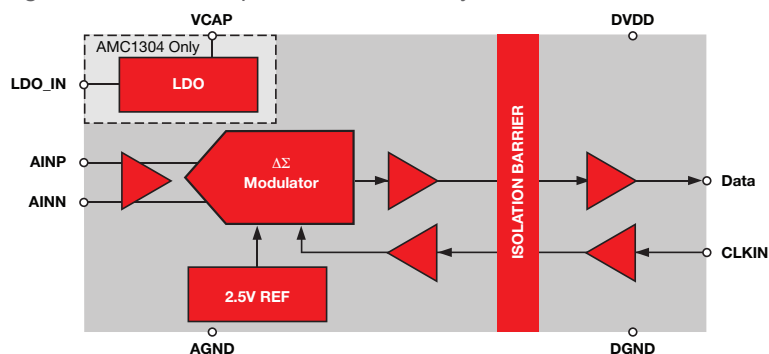 VCAP
DVDD
AMC1304 Only
LDO_IN
LDO
AINP
AINN
ΔΣ
Modulator
ISOLATION BARRIER
Data
CLKIN
2.5V REF
AGND
DGND